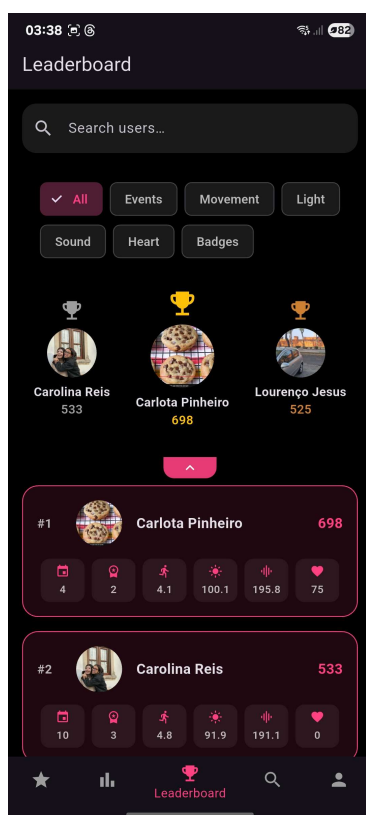 03:38 82
Leaderboard
Search users...
All Events Movement Light
Sound Heart Badges
Carolina Reis Carlota Pinheiro Lourenço Jesus
533 698 525
#1 Carlota Pinheiro 698
4 2 4.1 100.1 195.8 75
#2 Carolina Reis 533
10 3 4.8 91.9 191.1 0
Leaderboard